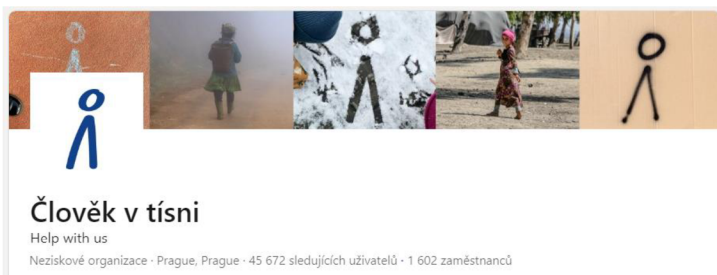 Člověk v tísni
Help with us
Neziskové organizace · Prague, Prague · 45 672 sledujících uživatelů · 1 602 zaměstnanců